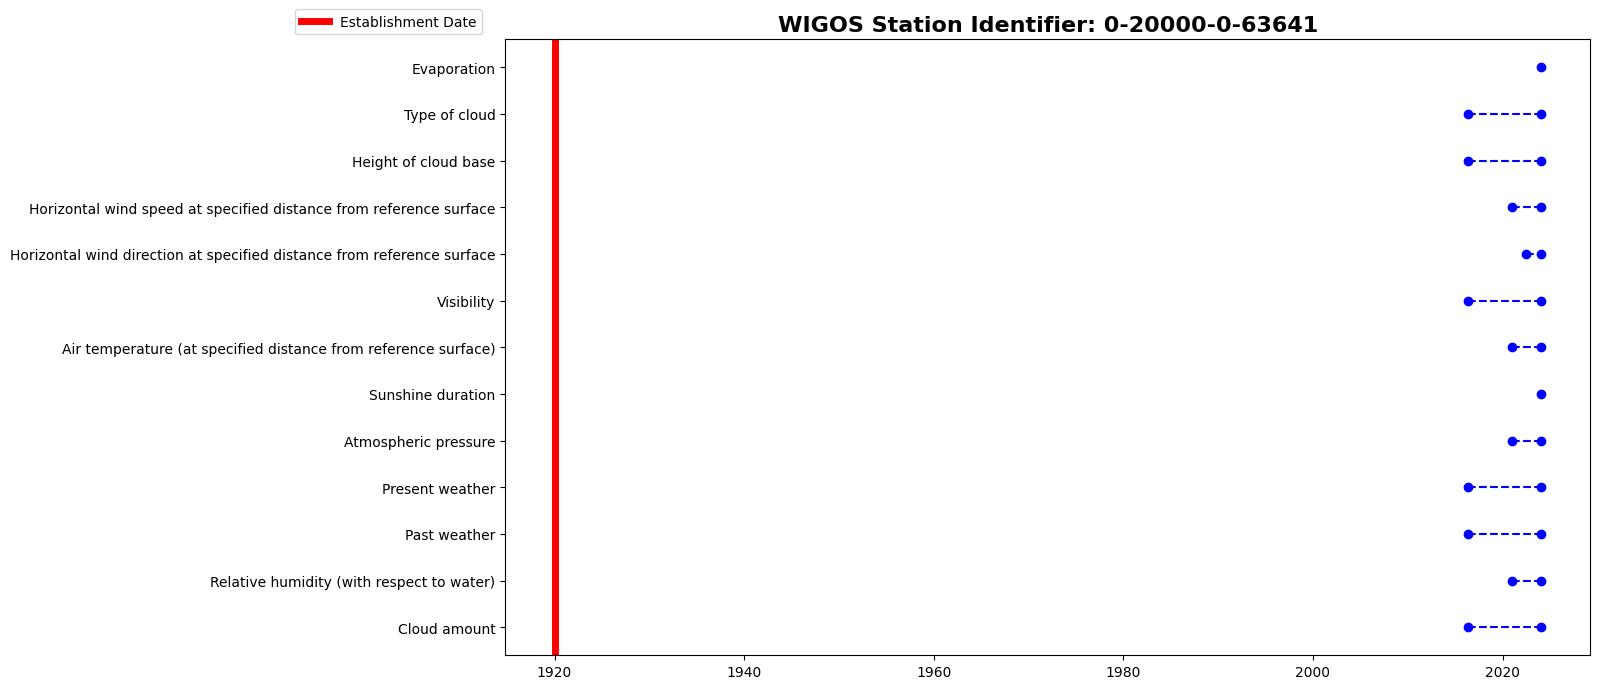 Establishment Date
WIGOS Station Identifier: 0-20000-0-63641
Evaporation
Type of cloud
Height of cloud base
Horizontal wind speed at specified distance from reference surface
Horizontal wind direction at specified distance from reference surface
Visibility
Air temperature (at specified distance from reference surface)
Sunshine duration
Atmospheric pressure
Present weather
Past weather
Relative humidity (with respect to water)
Cloud amount
1920 1940 1960 1980 2000 2020